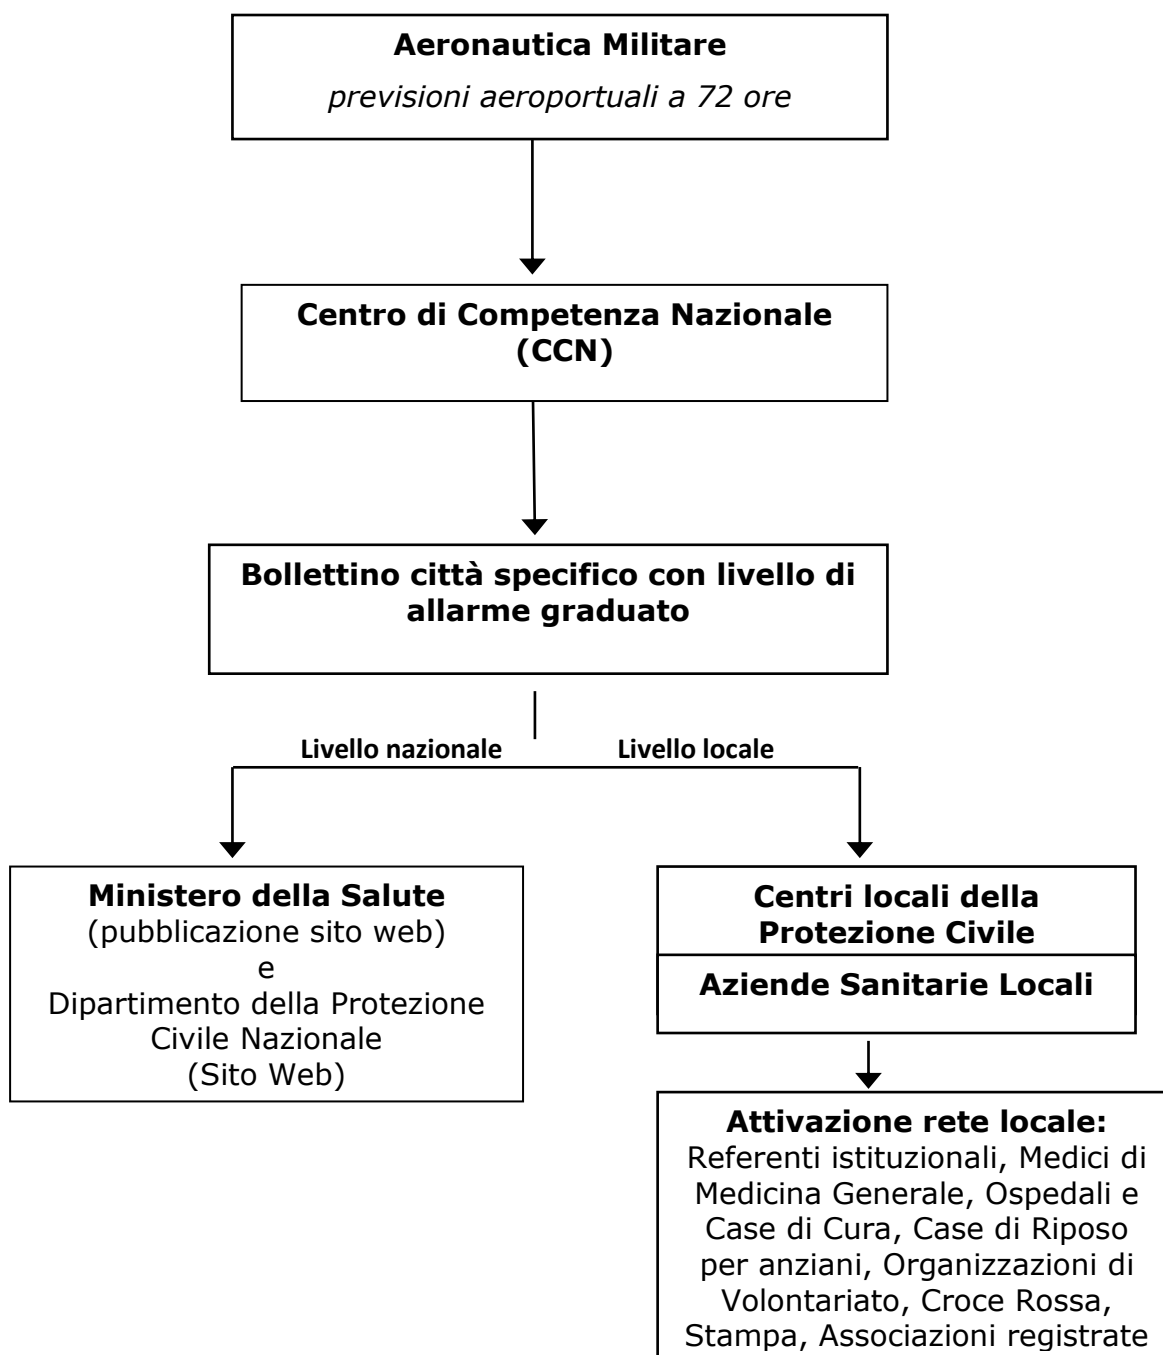 Aeronautica Militare
previsioni aeroportuali a 72 ore
Centro di Competenza Nazionale
(CCN)
Bollettino città specifico con livello di
allarme graduato
Livello nazionale
Livello locale
Ministero della Salute
(pubblicazione sito web)
e
Dipartimento della Protezione
Civile Nazionale
(Sito Web)
Centri locali della
Protezione Civile
Aziende Sanitarie Locali
Attivazione rete locale:
Referenti istituzionali, Medici di
Medicina Generale, Ospedali e
Case di Cura, Case di Riposo
per anziani, Organizzazioni di
Volontariato, Croce Rossa,
Stampa, Associazioni registrate